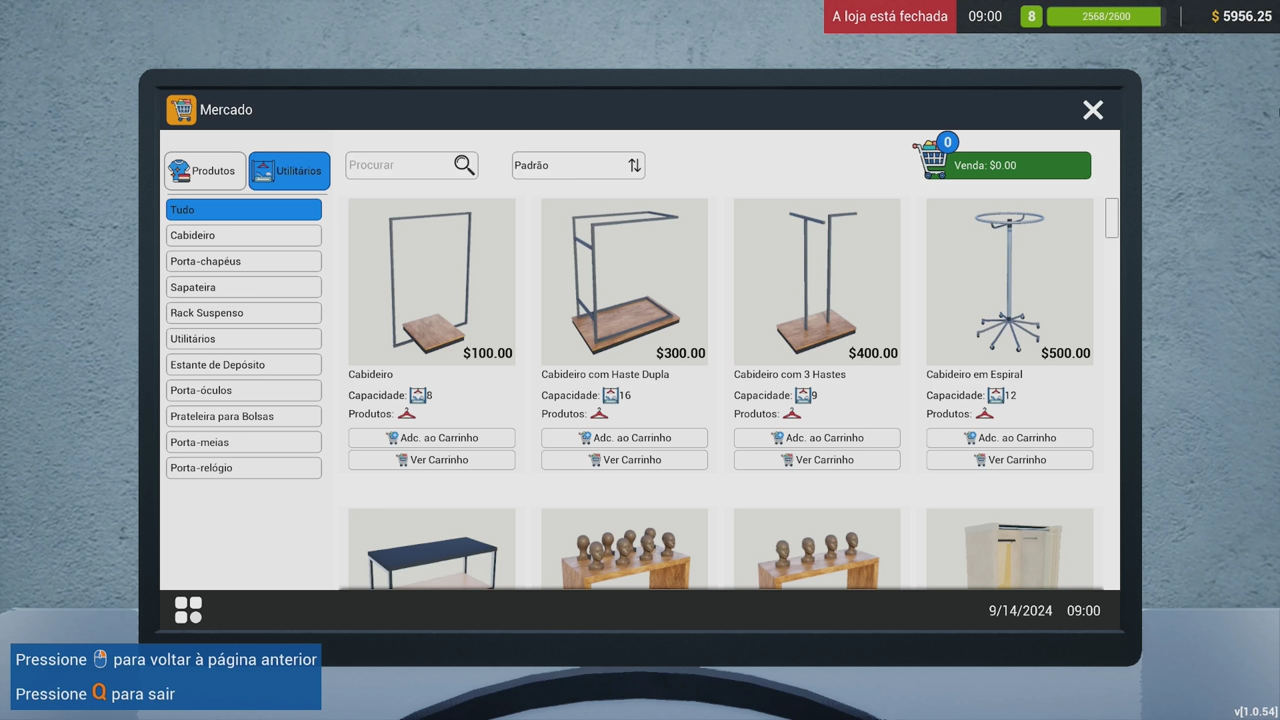 A loja está fechada 09:00 8 2568/2600 $ 5956.25
Mercado
0
Produtos Utilitários Procurar Padrão Venda: $0.00
Tudo
Cabideiro
Porta-chapéus
Sapateira
Rack Suspenso
Utilitários
Estante de Depósito
Porta-óculos
Prateleira para Bolsas
Porta-meias
Porta-relógio
$100.00 $300.00 $400.00 $500.00
Cabideiro Cabideiro com Haste Dupla Cabideiro com 3 Hastes Cabideiro em Espiral
Capacidade: 8 Capacidade: 16 Capacidade: 9 Capacidade: 12
Produtos: Produtos: Produtos: Produtos:
Adc. ao Carrinho Adc. ao Carrinho Adc. ao Carrinho Adc. ao Carrinho
Ver Carrinho Ver Carrinho Ver Carrinho Ver Carrinho
9/14/2024 09:00
Pressione para voltar à página anterior
Pressione Q para sair
v[1.0.54]